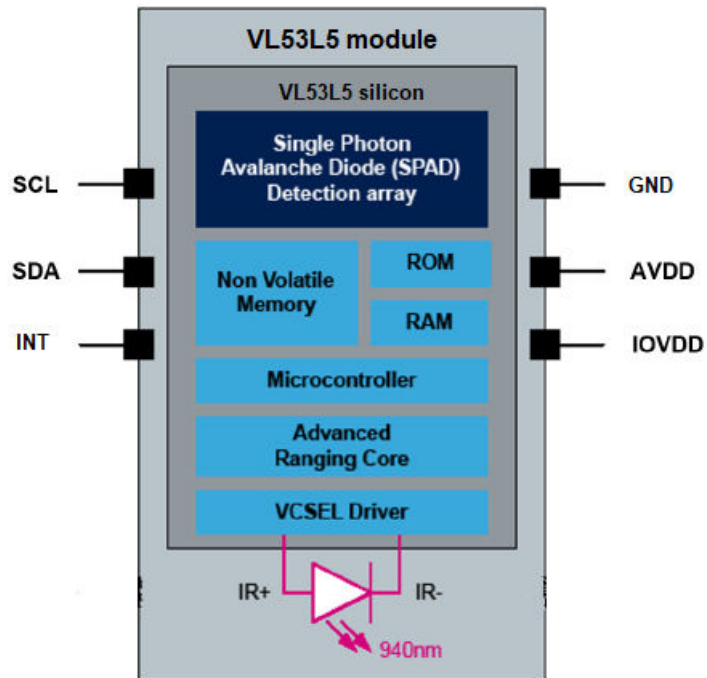 VL53L5 module
VL53L5 silicon
Single Photon
Avalanche Diode (SPAD)
Detection array
SCL
GND
SDA
AVDD
Non Volatile
Memory
ROM
RAM
INT
IOVDD
Microcontroller
Advanced
Ranging Core
VCSEL Driver
IR+
IR-
940nm